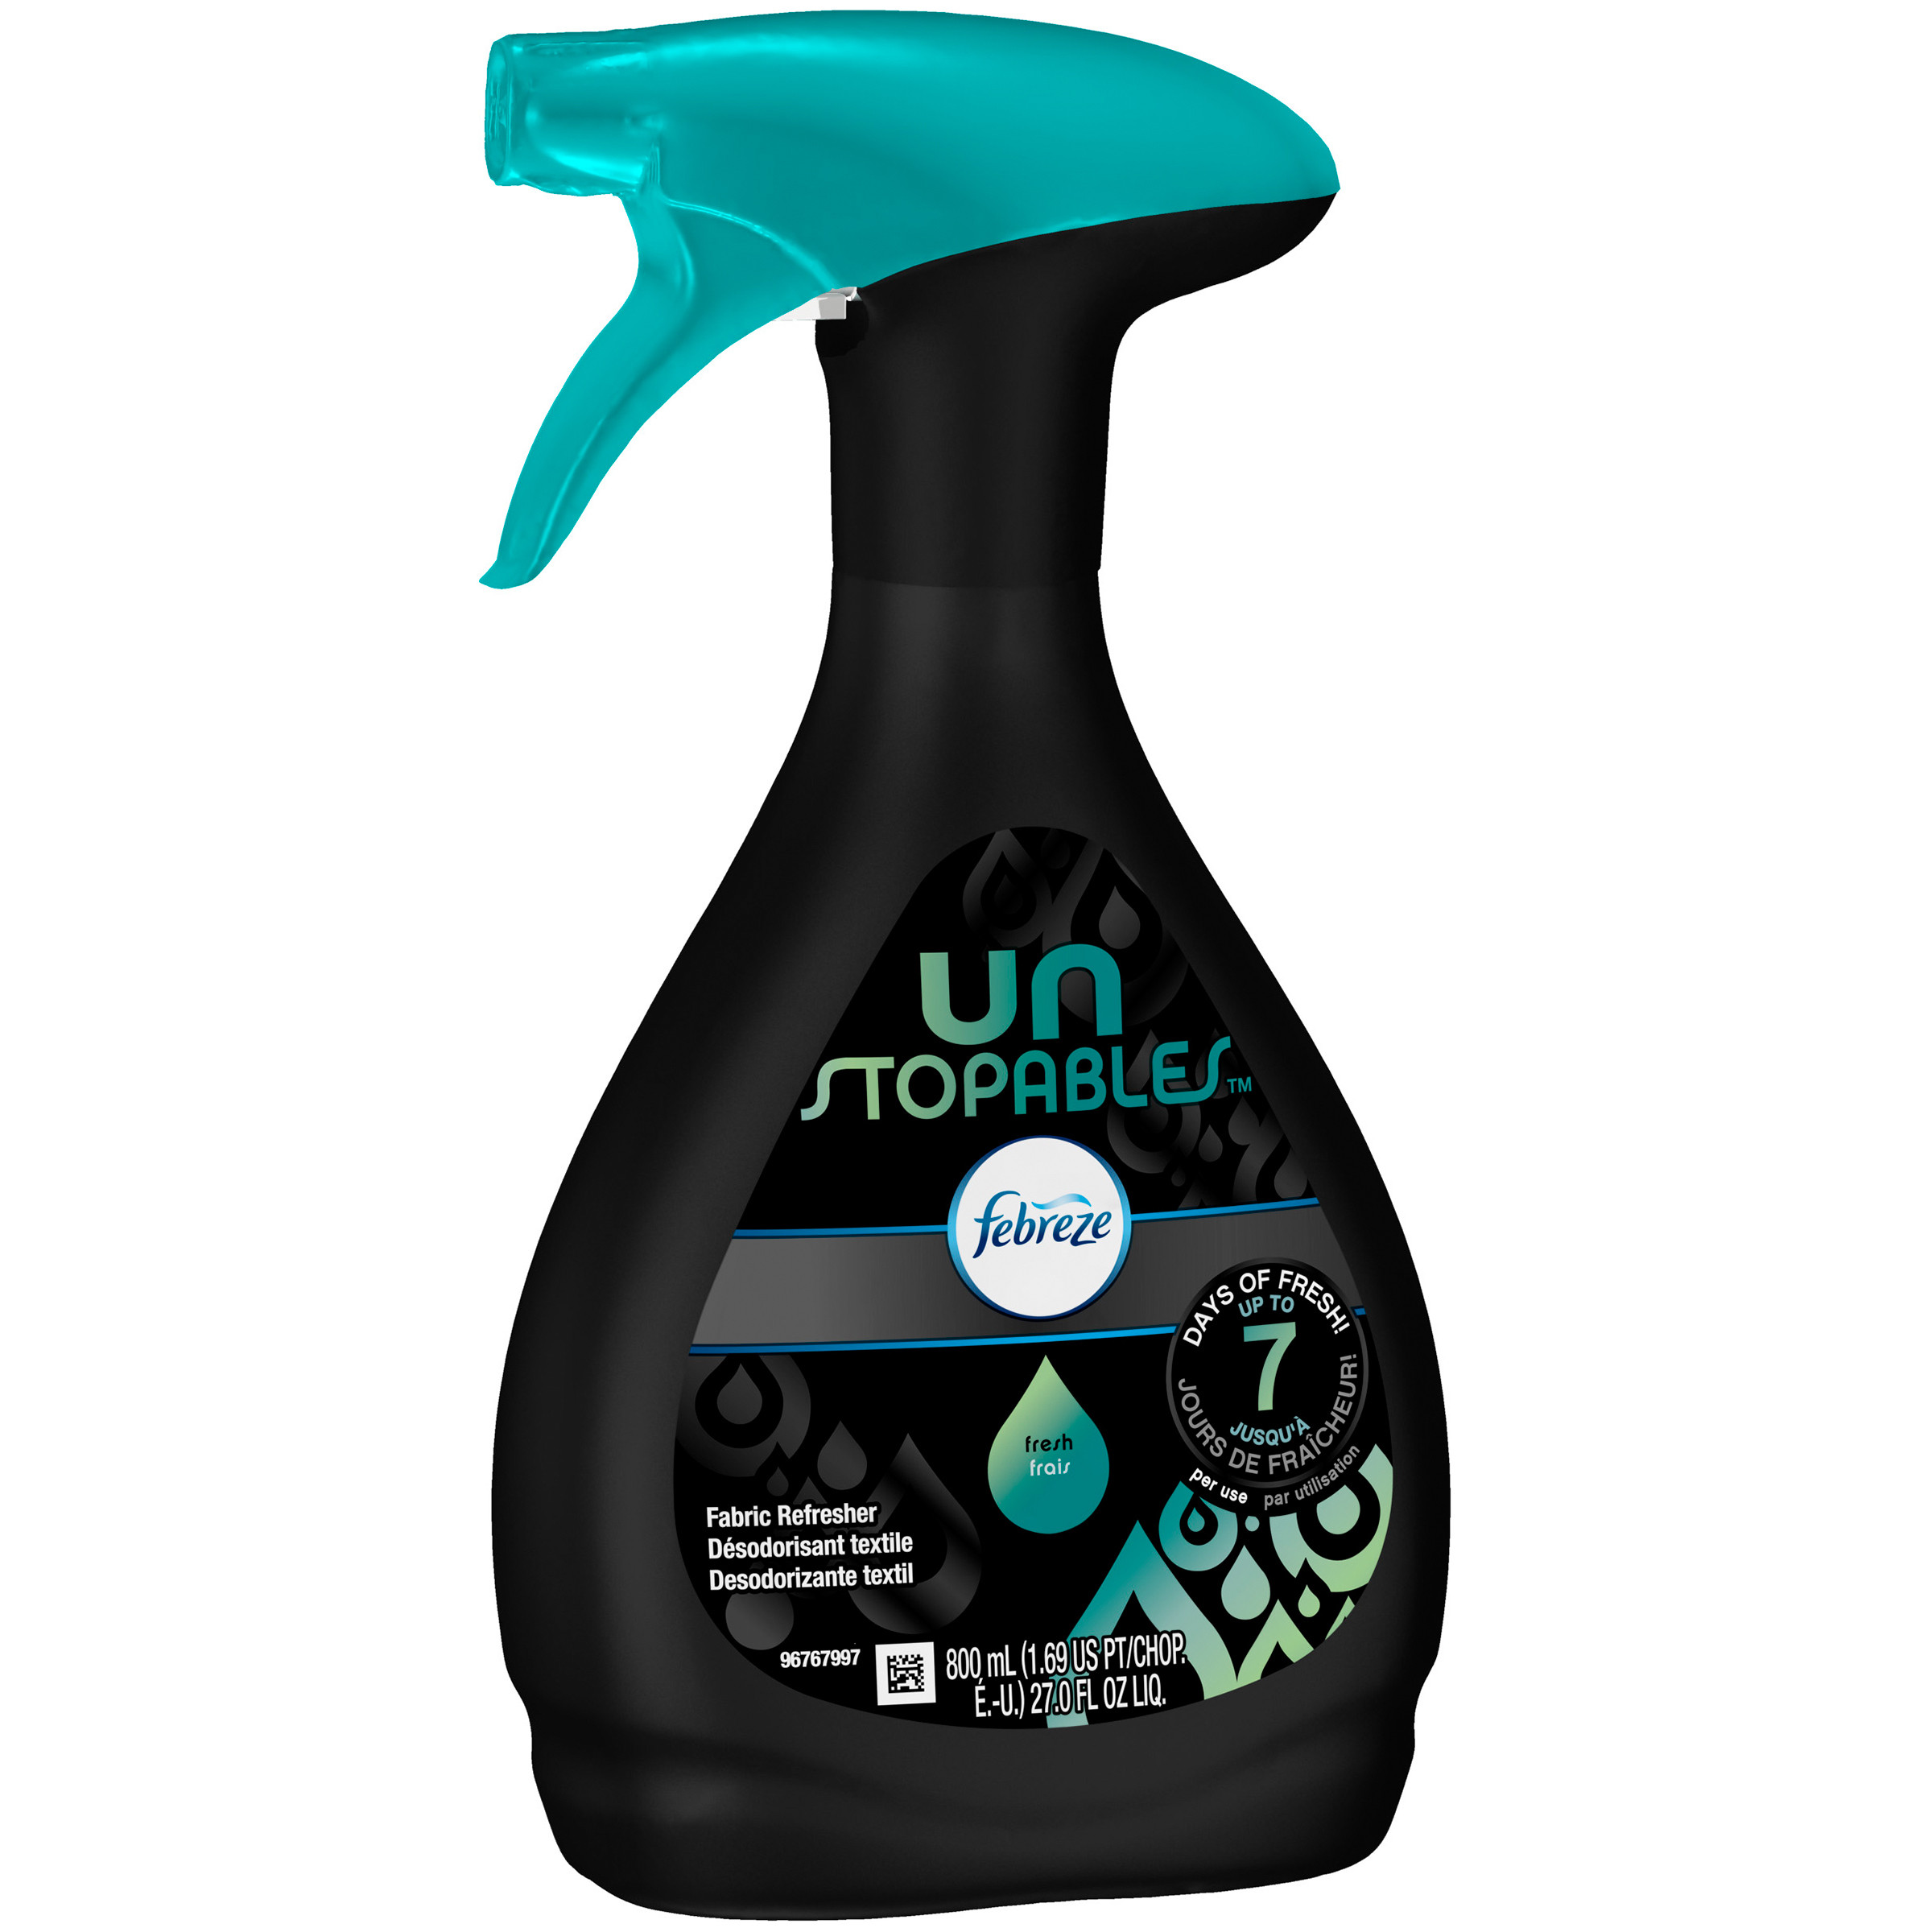 UN
STOPABLES™
febreze
DAYS OF FRESH!
UP TO
7
JUSQU'À
JOURS DE FRAÎCHEUR!
per use par utilisation
fresh
frais
Fabric Refresher
Désodorisant textile
Desodorizante textil
96767997
800 mL (1.69 US PT/CHOP.
É.-U.) 27.0 FL OZ LIQ.